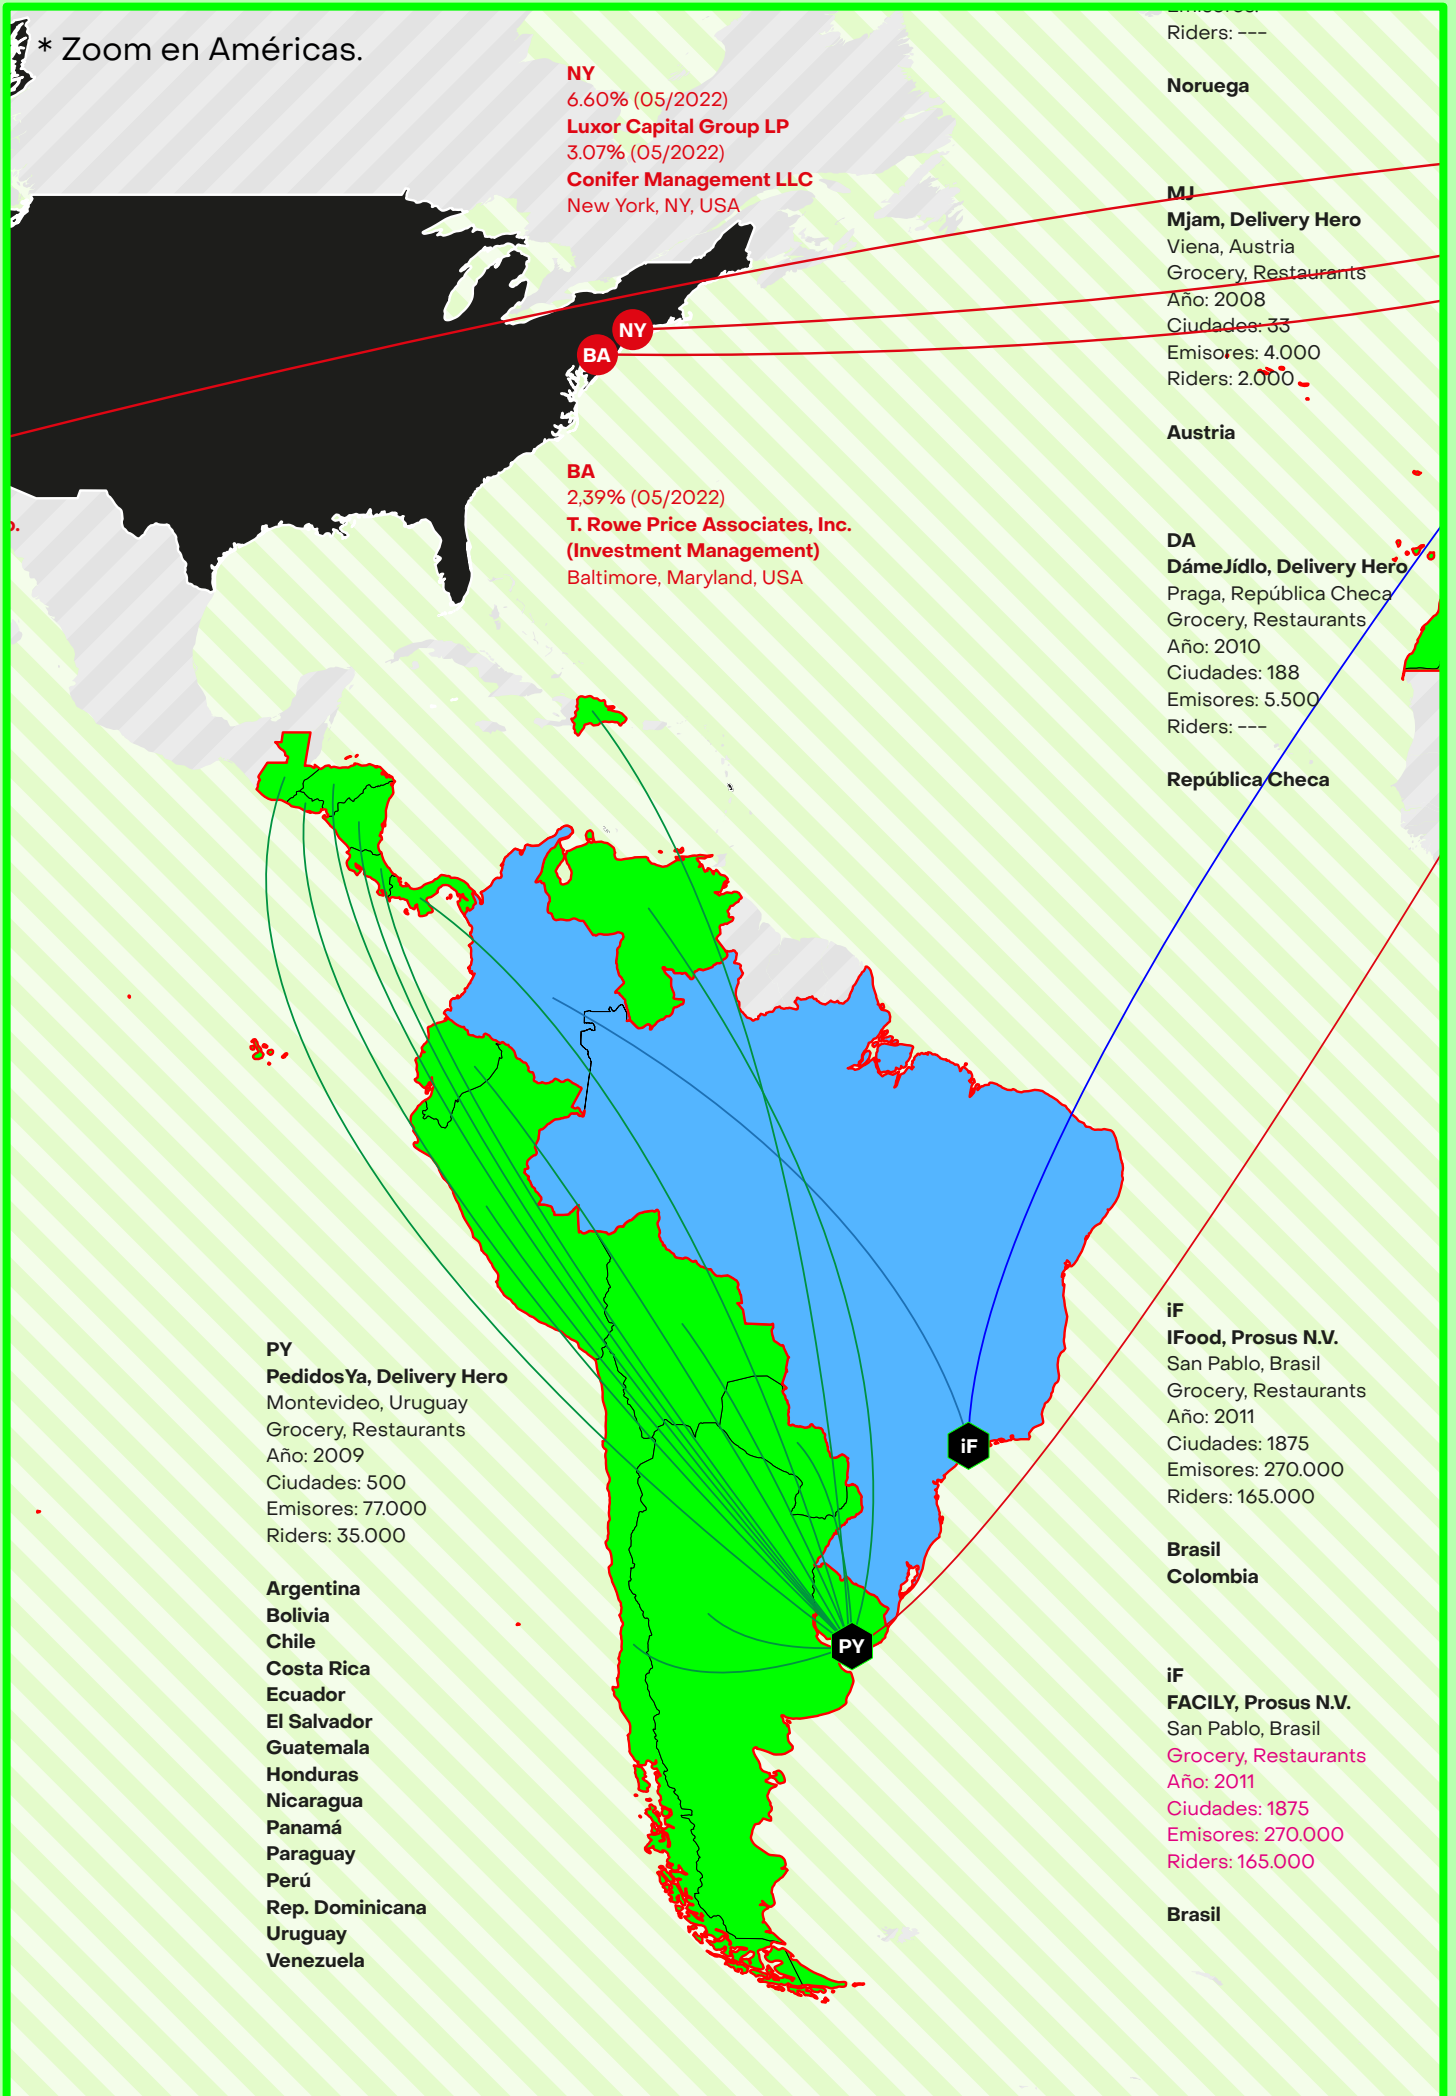 * Zoom en Américas.
NY
6.60% (05/2022)
Luxor Capital Group LP
3.07% (05/2022)
Conifer Management LLC
New York, NY, USA
NY
BA
BA
2,39% (05/2022)
T. Rowe Price Associates, Inc.
(Investment Management)
Baltimore, Maryland, USA
Riders: ---
Noruega
MJ
Mjam, Delivery Hero
Viena, Austria
Grocery, Restaurants
Año: 2008
Ciudades: 33
Emisores: 4.000
Riders: 2.000
Austria
DA
DámeJídlo, Delivery Hero
Praga, República Checa
Grocery, Restaurants
Año: 2010
Ciudades: 188
Emisores: 5.500
Riders: ---
República Checa
PY
PedidosYa, Delivery Hero
Montevideo, Uruguay
Grocery, Restaurants
Año: 2009
Ciudades: 500
Emisores: 77.000
Riders: 35.000
Argentina
Bolivia
Chile
Costa Rica
Ecuador
El Salvador
Guatemala
Honduras
Nicaragua
Panamá
Paraguay
Perú
Rep. Dominicana
Uruguay
Venezuela
iF
PY
iF
IFood, Prosus N.V.
San Pablo, Brasil
Grocery, Restaurants
Año: 2011
Ciudades: 1875
Emisores: 270.000
Riders: 165.000
Brasil
Colombia
iF
FACILY, Prosus N.V.
San Pablo, Brasil
Grocery, Restaurants
Año: 2011
Ciudades: 1875
Emisores: 270.000
Riders: 165.000
Brasil